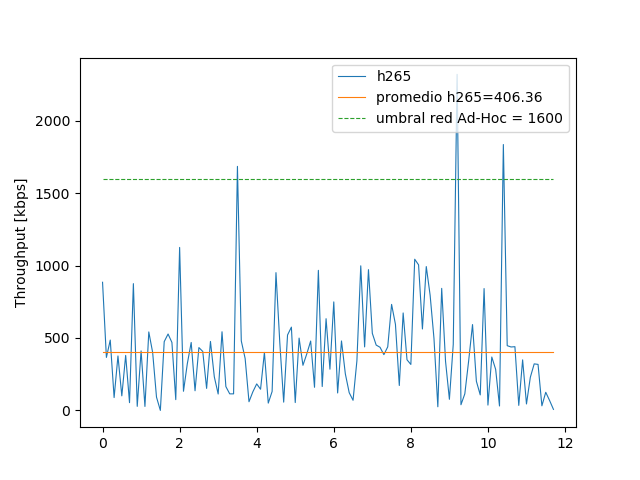 h265
promedio h265=406.36
umbral red Ad-Hoc = 1600
Throughput [kbps]
2000
1500
1000
500
0
0 2 4 6 8 10 12